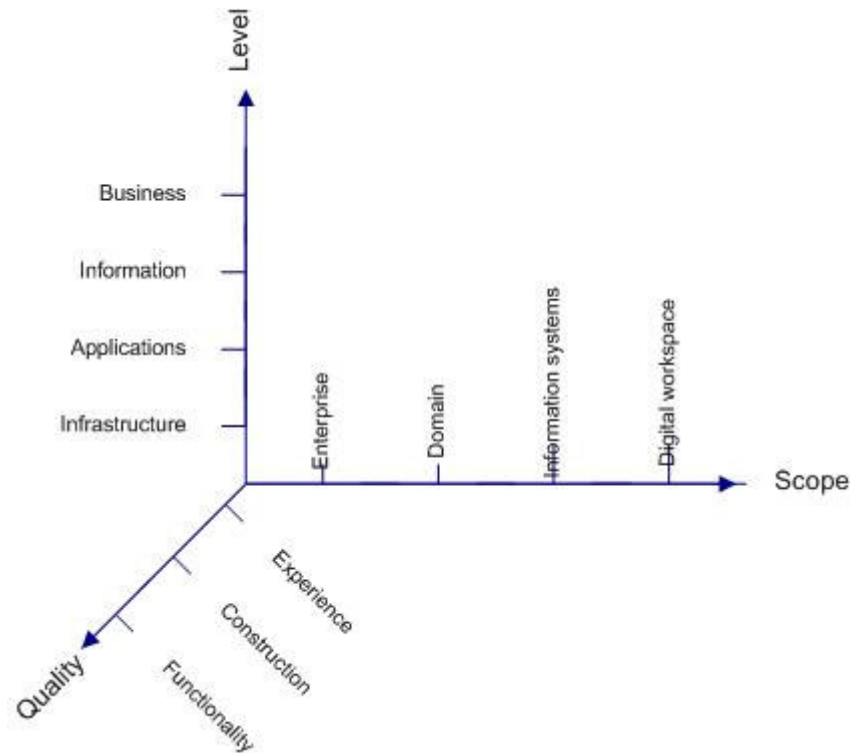 Level
Business
Information
Applications
Infrastructure
Enterprise
Domain
Information systems
Digital workspace
Scope
Experience
Construction
Functionality
Quality